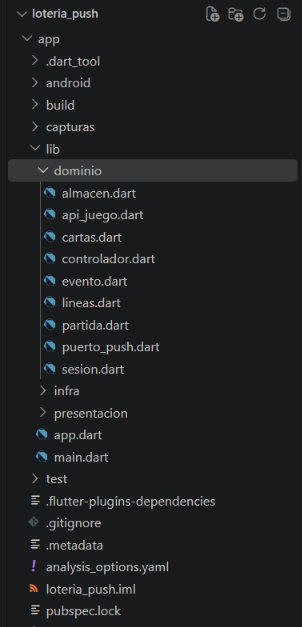 loteria_push
app
.dart_tool
android
build
capturas
lib
dominio
almacen.dart
api_juego.dart
cartas.dart
controlador.dart
evento.dart
lineas.dart
partida.dart
puerto_push.dart
sesion.dart
infra
presentacion
app.dart
main.dart
test
.flutter-plugins-dependencies
.gitignore
.metadata
! analysis_options.yaml
loteria_push.iml
pubspec.lock